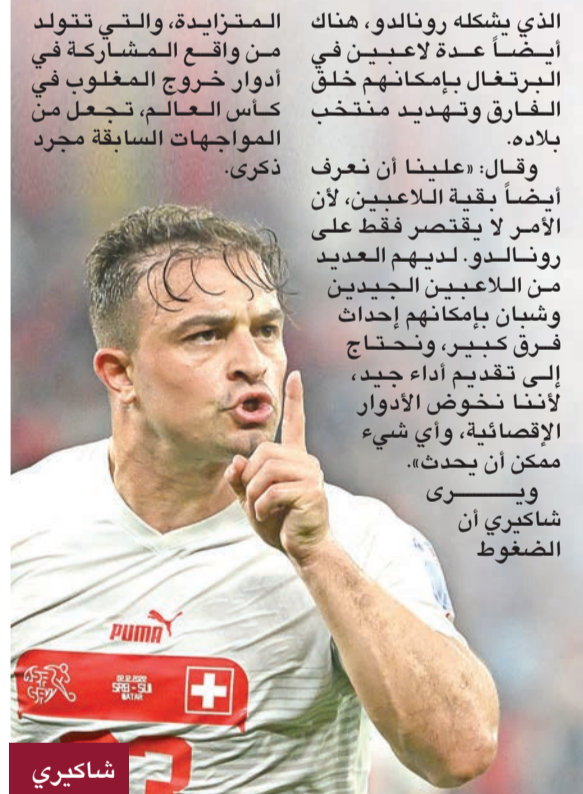 الذي يشكله رونالدو، هناك
أيضاً عدة لاعبين في
البرتغال بإمكانهم خلق
الفارق وتهديد منتخب
بلاده.
وقال: «علينا أن نعرف
أيضاً بقية اللاعبين، لأن
الأمر لا يقتصر فقط على
رونالدو. لديهم العديد
من اللاعبين الجيدين
وشبان بإمكانهم إحداث
فرق كبير، ونحتاج
إلى تقديم أداء جيد،
لأننا نخوض الأدوار
الإقصائية، وأي شيء
ممكن أن يحدث».
ويرى
شاكيري أن
الضغوط
المتزايدة، والتي تتولد
من واقع المشاركة في
أدوار خروج المغلوب في
كأس العالم، تجعل من
المواجهات السابقة مجرد
ذكرى.
PUMA
02.12.2022
SRB - SUI
QATAR
شاكيري